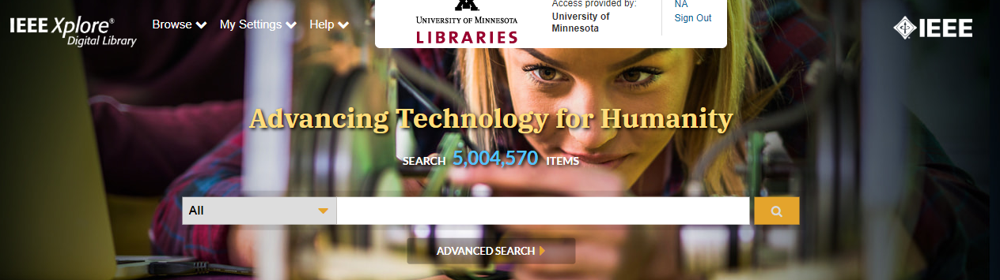 IEEE Xplore®
Digital Library
Browse
My Settings
Help
UNIVERSITY OF MINNESOTA
LIBRARIES
Access provided by:
University of
Minnesota
NA
Sign Out
IEEE
Advancing Technology for Humanity
SEARCH 5,004,570 ITEMS
All
ADVANCED SEARCH